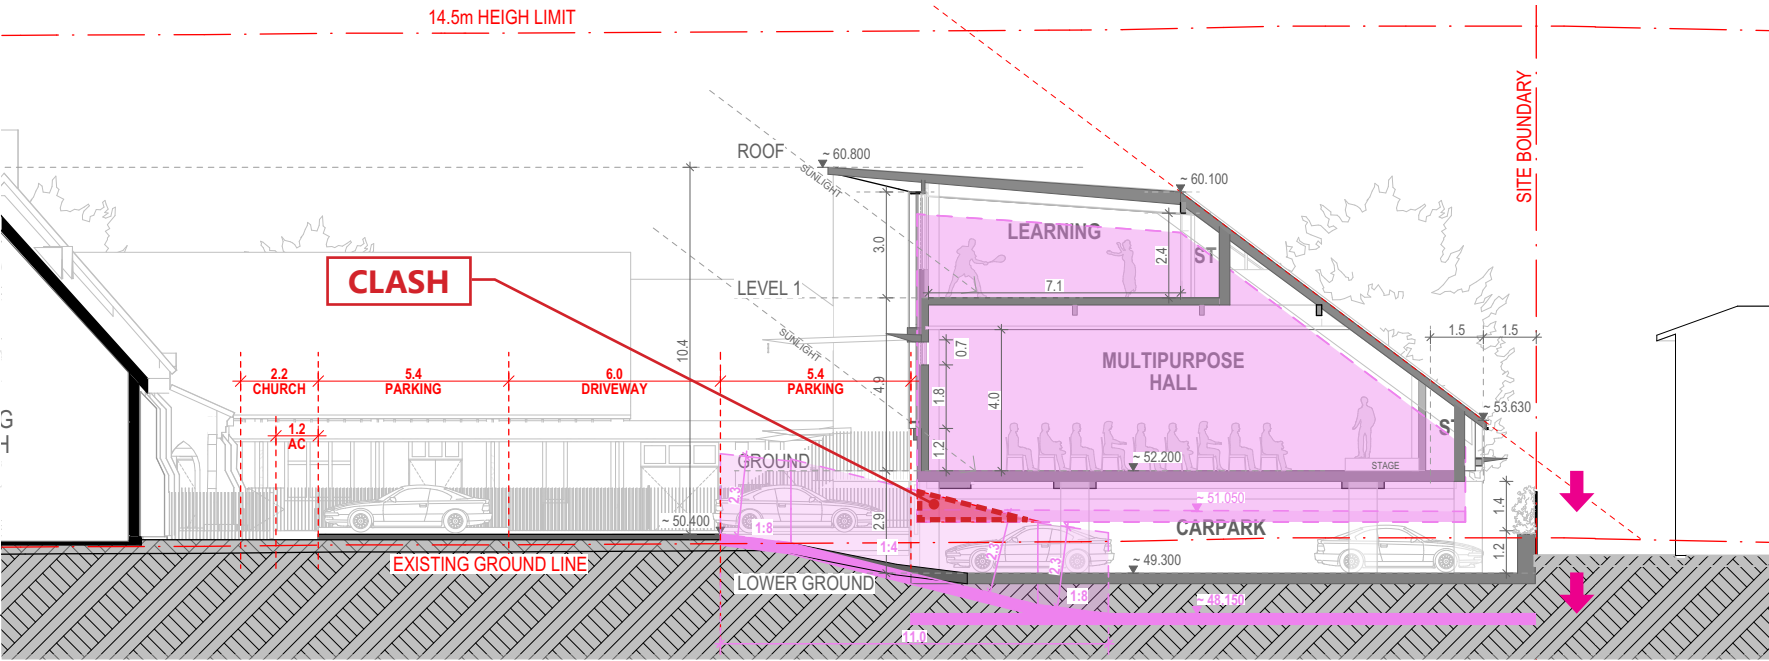 14.5m HEIGH LIMIT
SITE BOUNDARY
ROOF
~ 60.800
SUNLIGHT
~ 60.100
LEARNING
ST
2.4
3.0
7.1
CLASH
LEVEL 1
SUNLIGHT
10.4
1.5
1.5
0.7
MULTIPURPOSE
HALL
2.2
CHURCH
5.4
PARKING
6.0
DRIVEWAY
5.4
PARKING
4.9
1.8
4.0
~ 53.630
ST
1.2
AC
G
H
1.2
GROUND
~ 52.200
STAGE
2.3
~ 51.050
1.4
~ 50.400
1:8
2.9
CARPARK
1:4
2.3
2.3
1.2
EXISTING GROUND LINE
~ 49.300
LOWER GROUND
1:8
~ 48.150
11.0